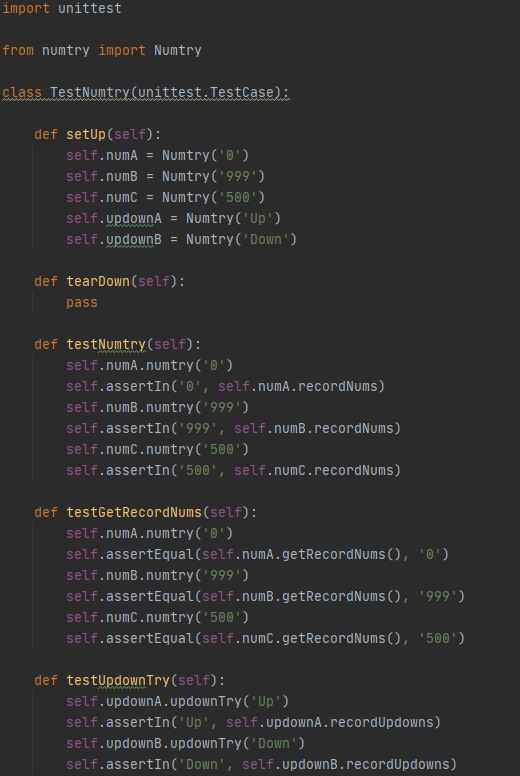 import unittest
from numtry import Numtry
class TestNumtry(unittest.TestCase):
def setUp(self):
self.numA = Numtry('0')
self.numB = Numtry('999')
self.numC = Numtry('500')
self.updownA = Numtry('Up')
self.updownB = Numtry('Down')
def tearDown(self):
pass
def testNumtry(self):
self.numA.numtry('0')
self.assertIn('0', self.numA.recordNums)
self.numB.numtry('999')
self.assertIn('999', self.numB.recordNums)
self.numC.numtry('500')
self.assertIn('500', self.numC.recordNums)
def testGetRecordNums(self):
self.numA.numtry('0')
self.assertEqual(self.numA.getRecordNums(), '0')
self.numB.numtry('999')
self.assertEqual(self.numB.getRecordNums(), '999')
self.numC.numtry('500')
self.assertEqual(self.numC.getRecordNums(), '500')
def testUpdownTry(self):
self.updownA.updownTry('Up')
self.assertIn('Up', self.updownA.recordUpdowns)
self.updownB.updownTry('Down')
self.assertIn('Down', self.updownB.recordUpdowns)